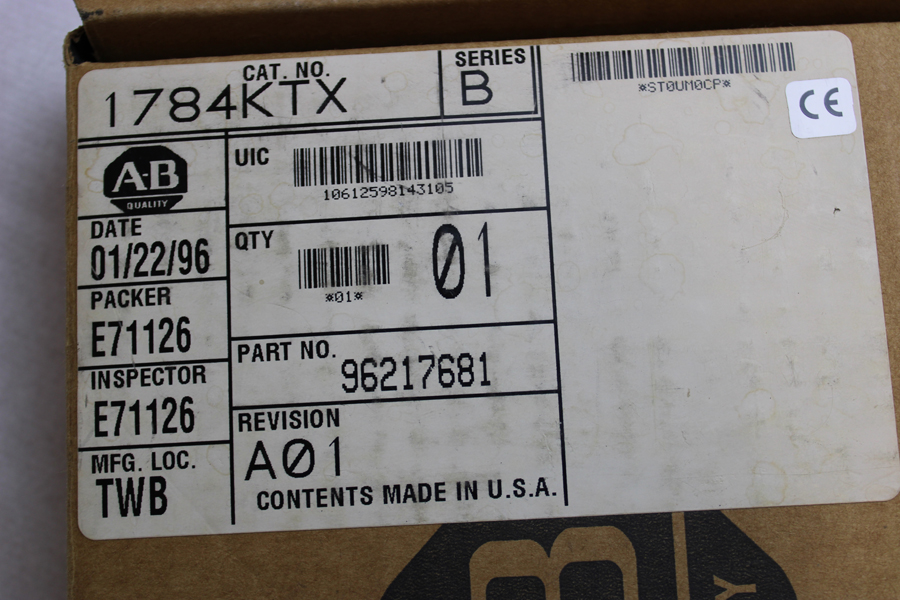 CAT. NO.
1784KTX
SERIES
B
*ST0UM0CP*
CE
A-B
QUALITY
UIC
10612598143105
DATE
01/22/96
QTY
*01*
01
PACKER
E71126
PART NO.
96217681
INSPECTOR
E71126
REVISION
A01
MFG. LOC.
TWB
CONTENTS MADE IN U.S.A.
B
Y